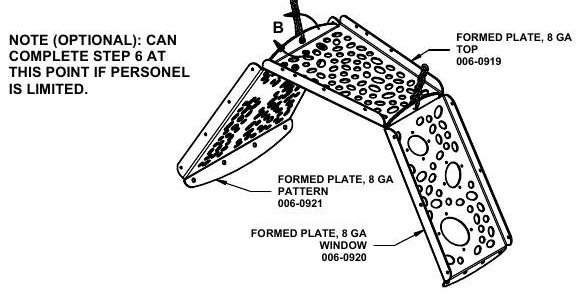 NOTE (OPTIONAL): CAN
COMPLETE STEP 6 AT
THIS POINT IF PERSONEL
IS LIMITED.
B
FORMED PLATE, 8 GA
TOP
006-0919
FORMED PLATE, 8 GA
PATTERN
006-0921
FORMED PLATE, 8 GA
WINDOW
006-0920